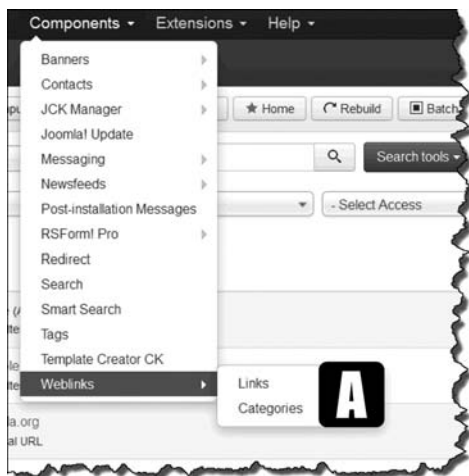 Components
Extensions
Help
Banners
Contacts
JCK Manager
Home
Rebuild
Batch
Joomla! Update
Messaging
Search tools
Newsfeeds
Post-installation Messages
- Select Access
RSForm! Pro
Redirect
Search
Smart Search
Tags
Template Creator CK
Weblinks
Links
Categories
A
al URL